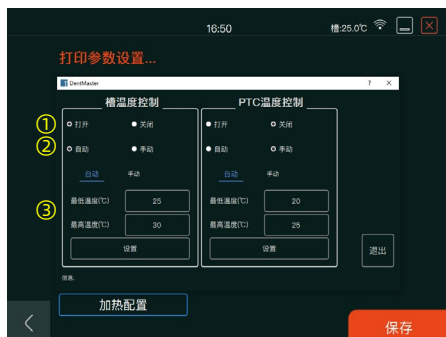 16:50 槽:25.0℃
打印参数设置...
DentMaster ? ×
槽温度控制 PTC温度控制
① 打开 关闭 打开 关闭
② 自动 手动 自动 手动
自动 手动 自动 手动
③ 最低温度(℃) 25 最低温度(℃) 20
最高温度(℃) 30 最高温度(℃) 25
设置 设置
退出
信息.
加热配置
保存